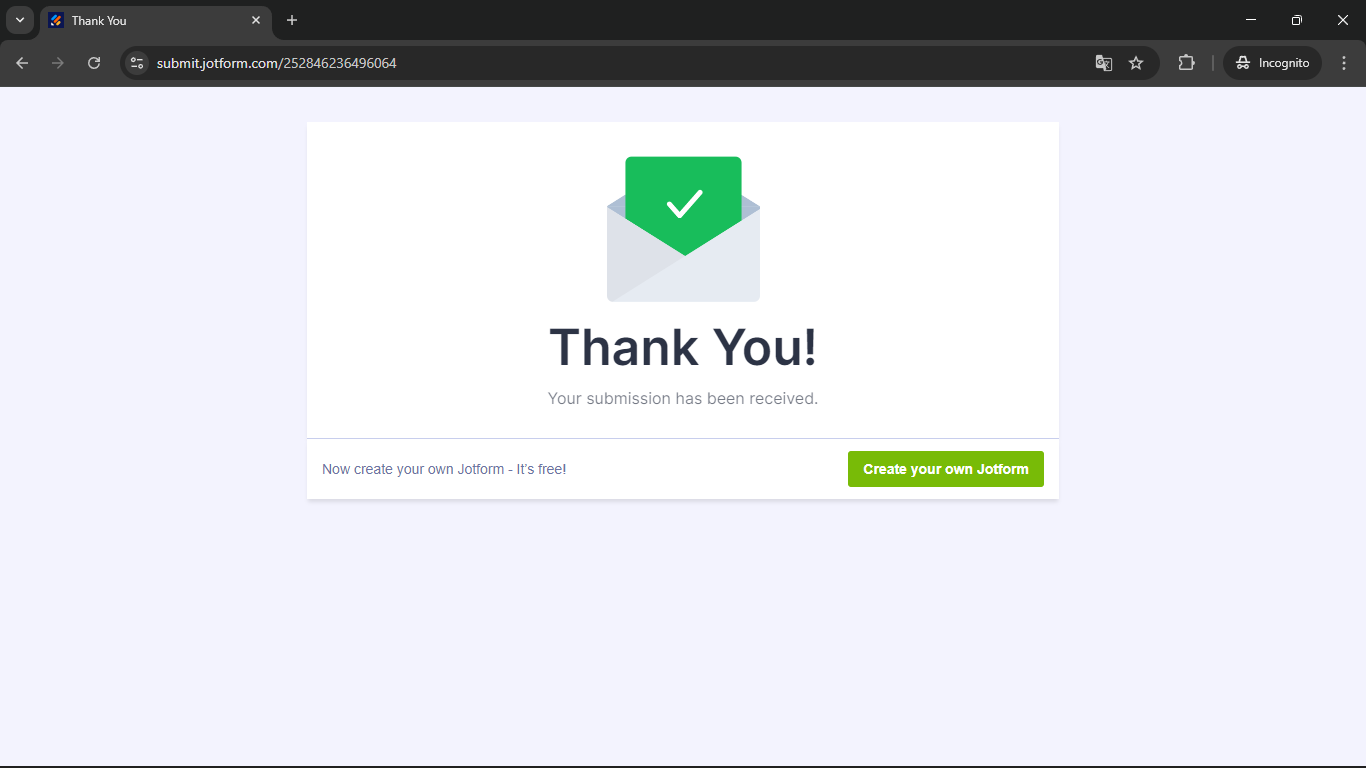 Thank You
submit.jotform.com/252846236496064
Incognito
Thank You!
Your submission has been received.
Now create your own Jotform - It's free!
Create your own Jotform